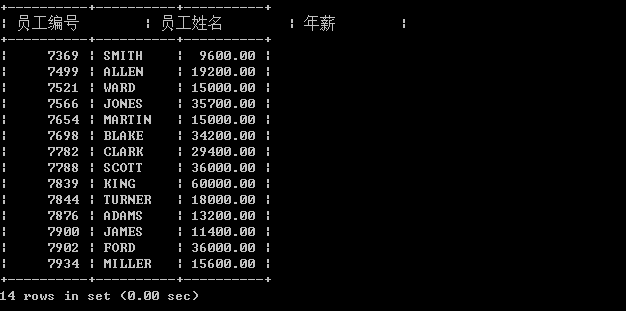 +----------+----------+----------+
¦ 员工编号 ¦ 员工姓名 ¦ 年薪 ¦
+----------+----------+----------+
¦ 7369 ¦ SMITH ¦ 9600.00 ¦
¦ 7499 ¦ ALLEN ¦ 19200.00 ¦
¦ 7521 ¦ WARD ¦ 15000.00 ¦
¦ 7566 ¦ JONES ¦ 35700.00 ¦
¦ 7654 ¦ MARTIN ¦ 15000.00 ¦
¦ 7698 ¦ BLAKE ¦ 34200.00 ¦
¦ 7782 ¦ CLARK ¦ 29400.00 ¦
¦ 7788 ¦ SCOTT ¦ 36000.00 ¦
¦ 7839 ¦ KING ¦ 60000.00 ¦
¦ 7844 ¦ TURNER ¦ 18000.00 ¦
¦ 7876 ¦ ADAMS ¦ 13200.00 ¦
¦ 7900 ¦ JAMES ¦ 11400.00 ¦
¦ 7902 ¦ FORD ¦ 36000.00 ¦
¦ 7934 ¦ MILLER ¦ 15600.00 ¦
+----------+----------+----------+
14 rows in set (0.00 sec)